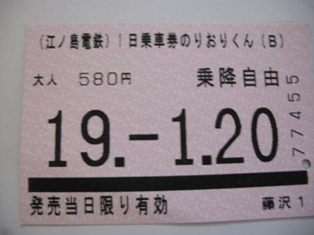 (江ノ島電鉄)1日乗車券のりおりくん(B)
大人 580円 乗降自由
19.-1.20
77455
発売当日限り有効 藤沢1